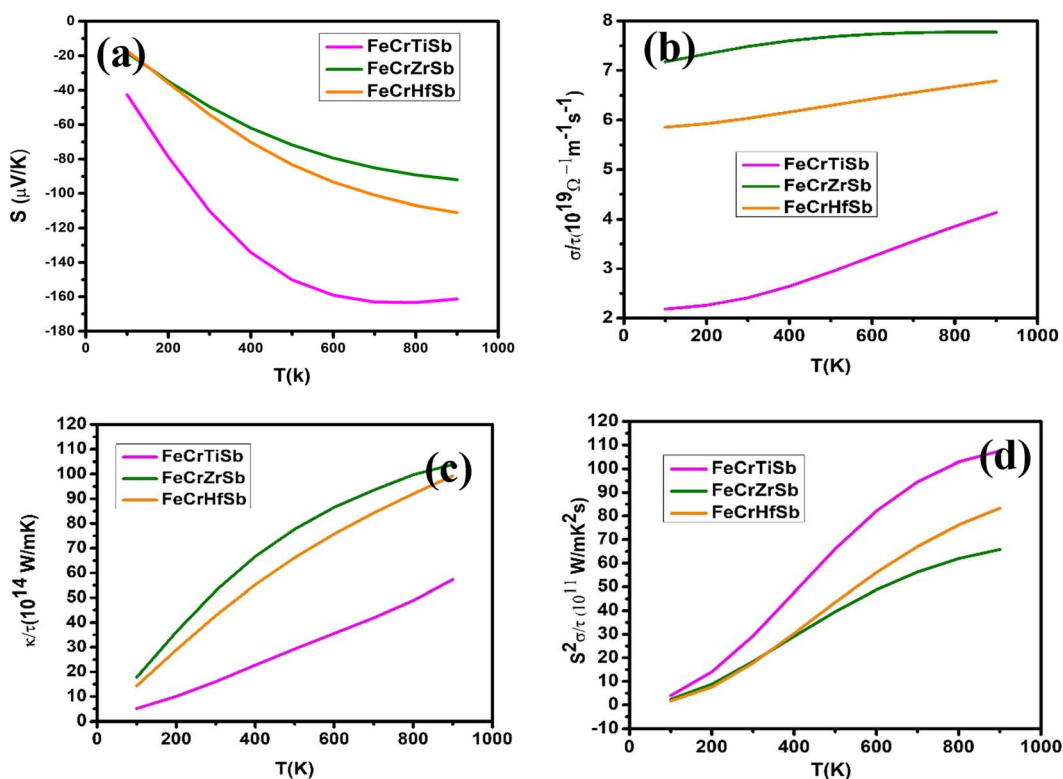 (a)
FeCrTiSb
FeCrZrSb
FeCrHfSb
S (μV/K)
0
-20
-40
-60
-80
-100
-120
-140
-160
-180
0 200 400 600 800 1000
T(k)
(b)
FeCrTiSb
FeCrZrSb
FeCrHfSb
σ/τ(10¹⁹Ω⁻¹m⁻¹s⁻¹)
8
7
6
5
4
3
2
0 200 400 600 800 1000
T(K)
(c)
FeCrTiSb
FeCrZrSb
FeCrHfSb
κ/τ(10¹⁴ W/mK)
120
110
100
90
80
70
60
50
40
30
20
10
0
0 200 400 600 800 1000
T(K)
(d)
FeCrTiSb
FeCrZrSb
FeCrHfSb
S²σ/τ (10¹¹ W/mK²s)
120
110
100
90
80
70
60
50
40
30
20
10
0
-10
0 200 400 600 800 1000
T(K)